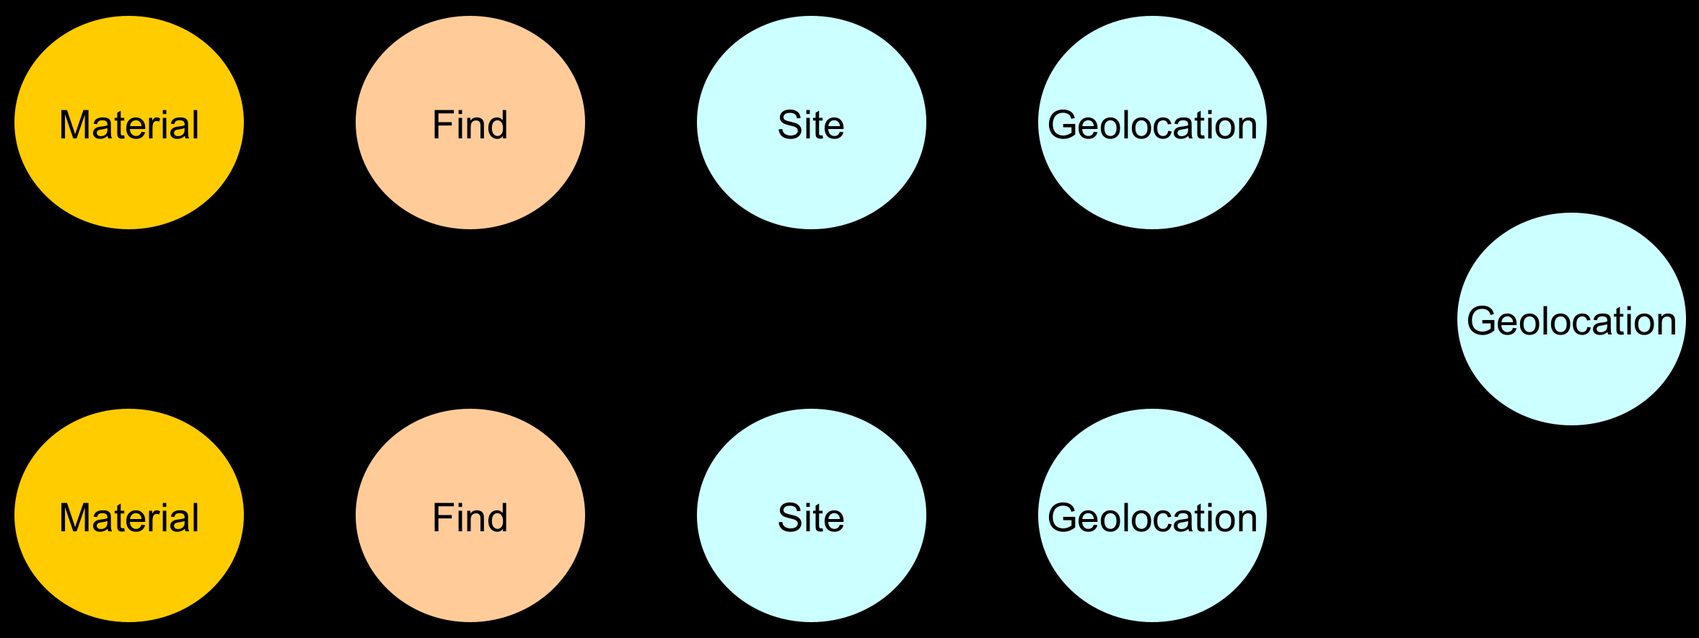 Material
Find
Site
Geolocation
Geolocation
Material
Find
Site
Geolocation